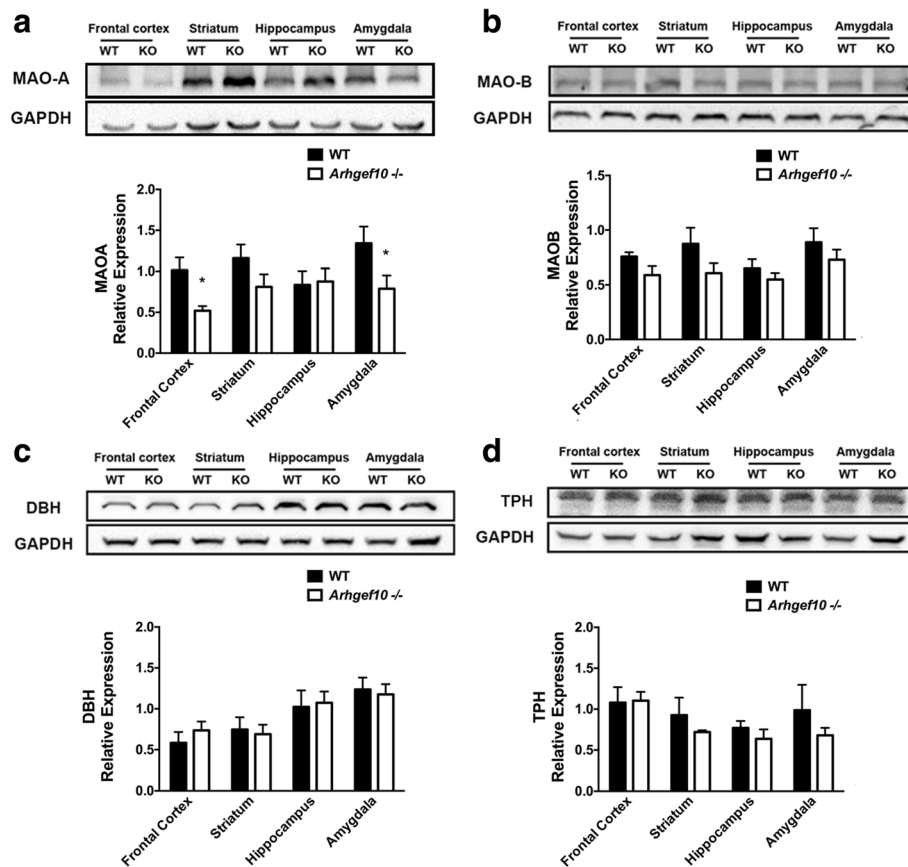 a
Frontal cortex Striatum Hippocampus Amygdala
WT KO WT KO WT KO WT KO
MAO-A
GAPDH
WT
Arhgef10 -/-
MAOA
Relative Expression
2.0
1.5
1.0
0.5
0.0
*
*
Frontal Cortex
Striatum
Hippocampus
Amygdala
b
Frontal cortex Striatum Hippocampus Amygdala
WT KO WT KO WT KO WT KO
MAO-B
GAPDH
WT
Arhgef10 -/-
MAOB
Relative Expression
2.0
1.5
1.0
0.5
0.0
Frontal Cortex
Striatum
Hippocampus
Amygdala
c
Frontal cortex Striatum Hippocampus Amygdala
WT KO WT KO WT KO WT KO
DBH
GAPDH
WT
Arhgef10 -/-
DBH
Relative Expression
2.0
1.5
1.0
0.5
0.0
Frontal Cortex
Striatum
Hippocampus
Amygdala
d
Frontal cortex Striatum Hippocampus Amygdala
WT KO WT KO WT KO WT KO
TPH
GAPDH
WT
Arhgef10 -/-
TPH
Relative Expression
2.0
1.5
1.0
0.5
0.0
Frontal Cortex
Striatum
Hippocampus
Amygdala